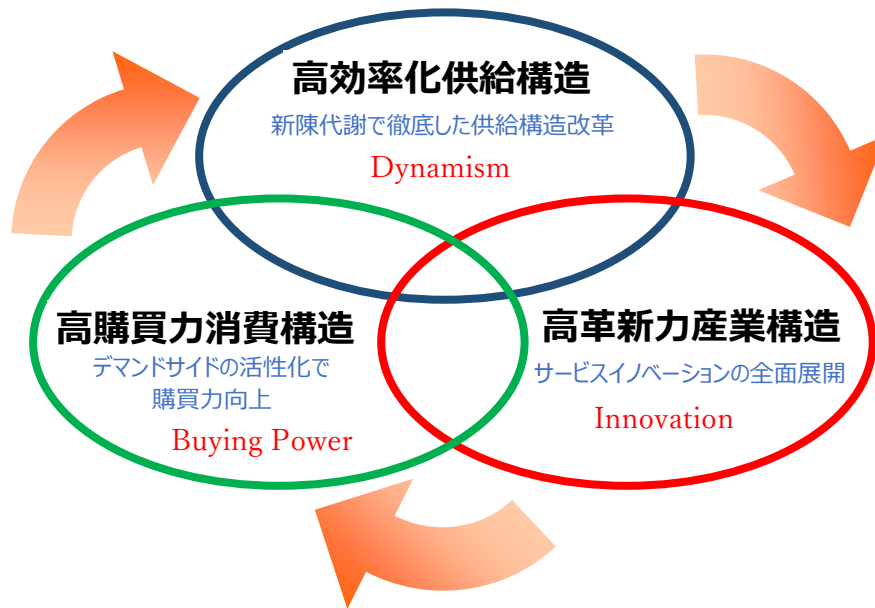 高効率化供給構造
新陳代謝で徹底した供給構造改革
Dynamism
高購買力消費構造
デマンドサイドの活性化で
購買力向上
Buying Power
高革新力産業構造
サービスイノベーションの全面展開
Innovation